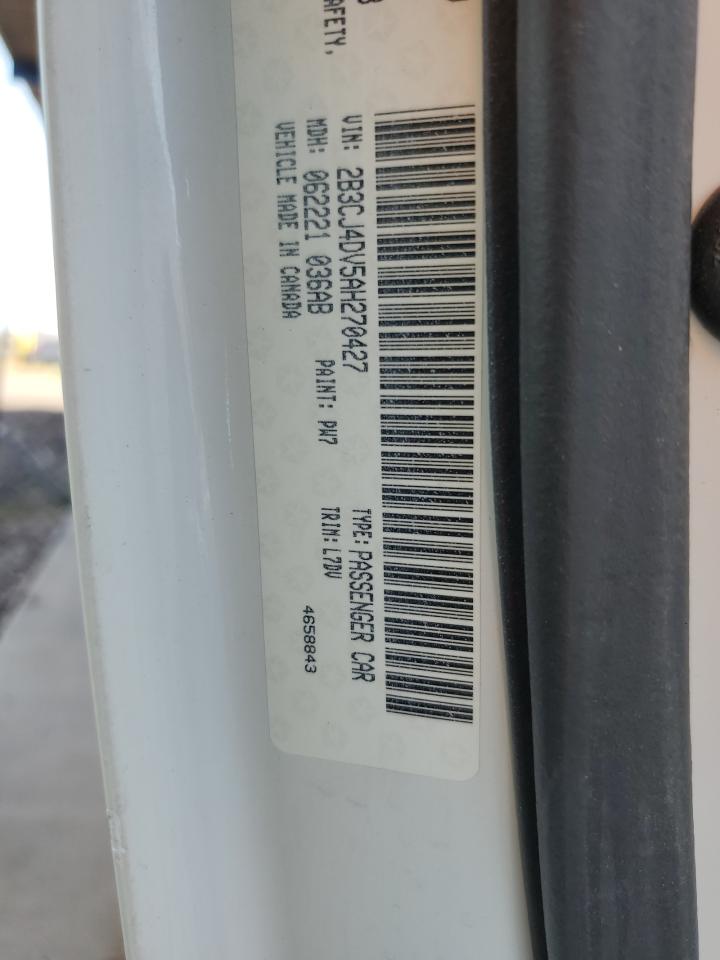 AFETY,
VIN: 2B3CJ4DV5AH270427 TYPE: PASSENGER CAR
MDH: 062221 036AB PAINT: PW7 TRIM: L7DV
VEHICLE MADE IN CANADA 4658843